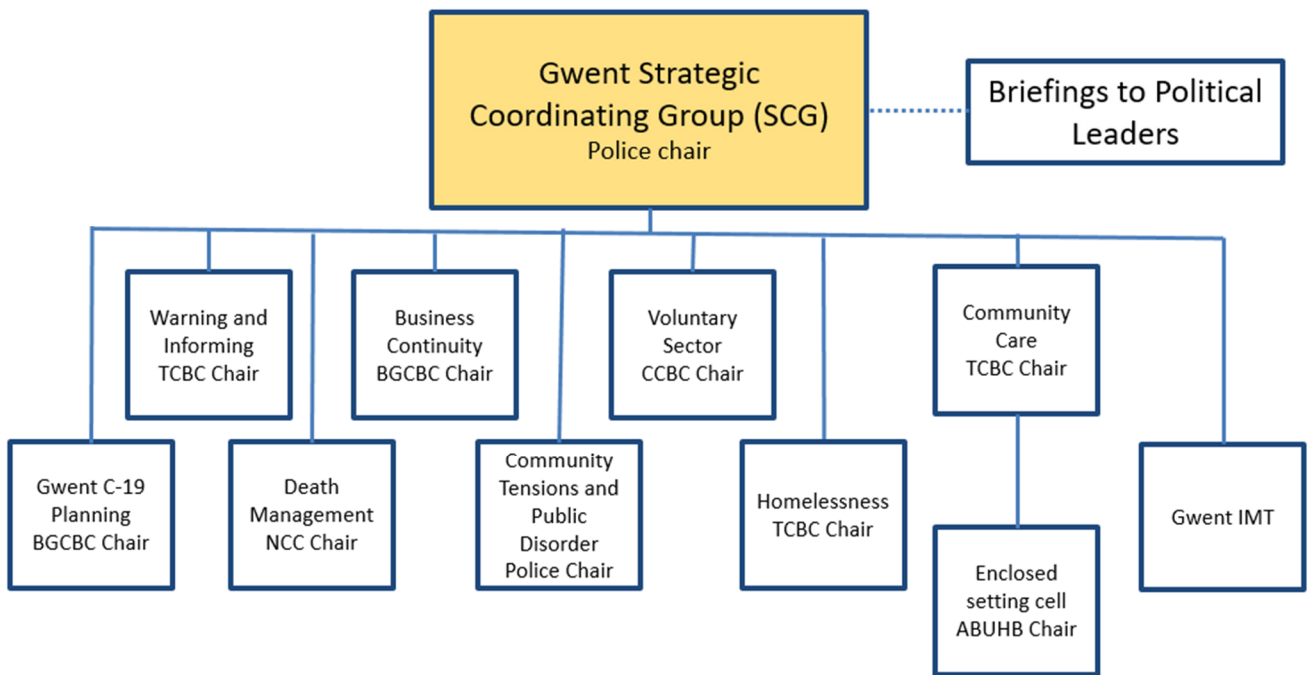 Gwent Strategic
Coordinating Group (SCG)
Police chair
Briefings to Political
Leaders
Warning and
Informing
TCBC Chair
Business
Continuity
BGCBC Chair
Voluntary
Sector
CCBC Chair
Community
Care
TCBC Chair
Gwent C-19
Planning
BGCBC Chair
Death
Management
NCC Chair
Community
Tensions and
Public
Disorder
Police Chair
Homelessness
TCBC Chair
Enclosed
setting cell
ABUHB Chair
Gwent IMT